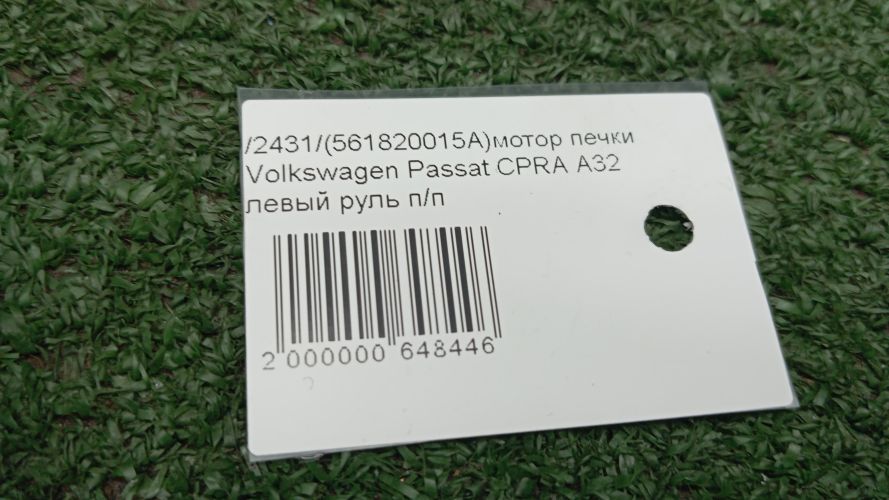 /2431/(561820015A)мотор печки
Volkswagen Passat CPRA A32
левый руль п/п
2 000000 648446